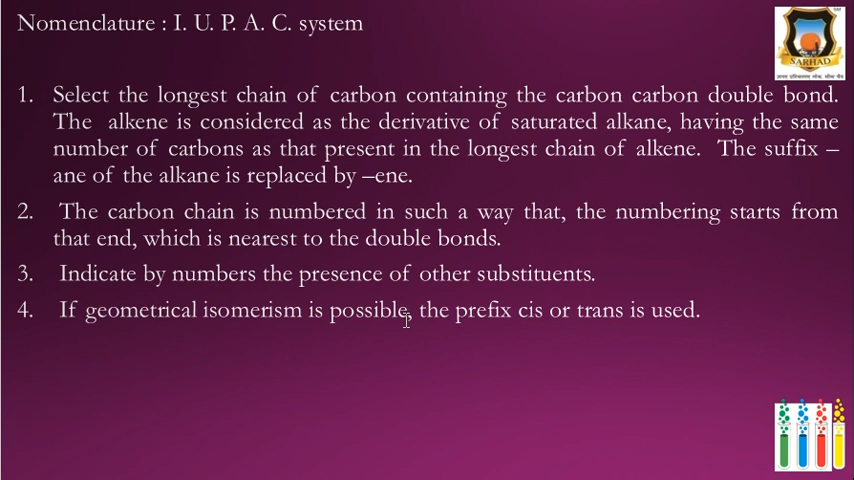 Nomenclature : I. U. P. A. C. system
SARHAD
1. Select the longest chain of carbon containing the carbon carbon double bond.
The alkene is considered as the derivative of saturated alkane, having the same
number of carbons as that present in the longest chain of alkene. The suffix –
ane of the alkane is replaced by –ene.
2. The carbon chain is numbered in such a way that, the numbering starts from
that end, which is nearest to the double bonds.
3. Indicate by numbers the presence of other substituents.
4. If geometrical isomerism is possible, the prefix cis or trans is used.